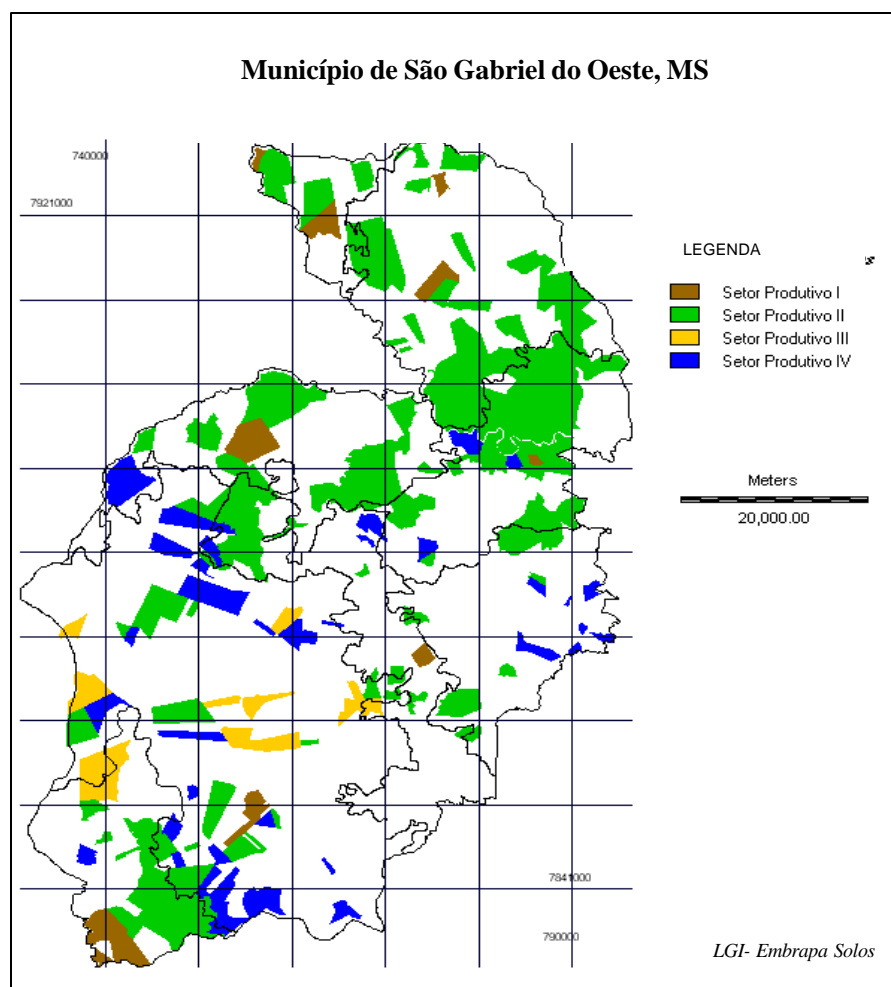 Município de São Gabriel do Oeste, MS
740000
7921000
LEGENDA
Setor Produtivo I
Setor Produtivo II
Setor Produtivo III
Setor Produtivo IV
Meters
20,000.00
7841000
790000
LGI- Embrapa Solos